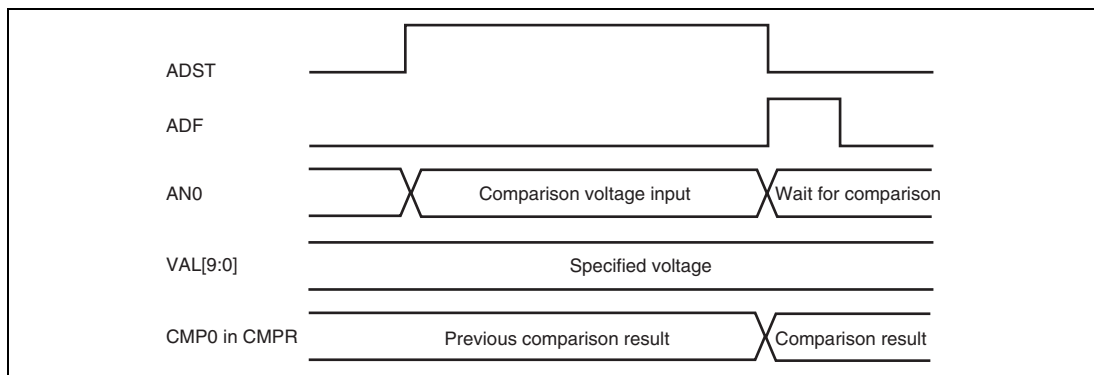 ADST
ADF
AN0
Comparison voltage input
Wait for comparison
VAL[9:0]
Specified voltage
CMP0 in CMPR
Previous comparison result
Comparison result